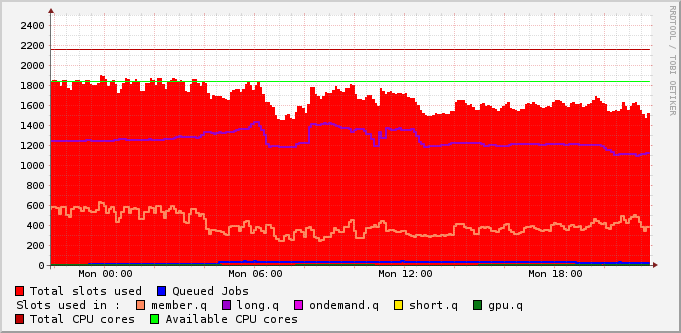 RRDTOOL / TOBI OETIKER
2400
2200
2000
1800
1600
1400
1200
1000
800
600
400
200
0
Mon 00:00 Mon 06:00 Mon 12:00 Mon 18:00
Total slots used Queued Jobs
Slots used in : member.q long.q ondemand.q short.q gpu.q
Total CPU cores Available CPU cores